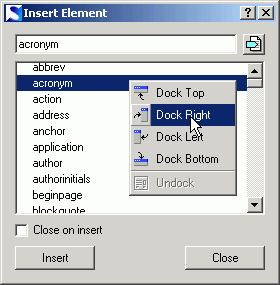 Insert Element
acronym
abbrev
acronym
action
address
anchor
application
author
authorinitials
beginpage
blockquote
Dock Top
Dock Right
Dock Left
Dock Bottom
Undock
Close on insert
Insert
Close